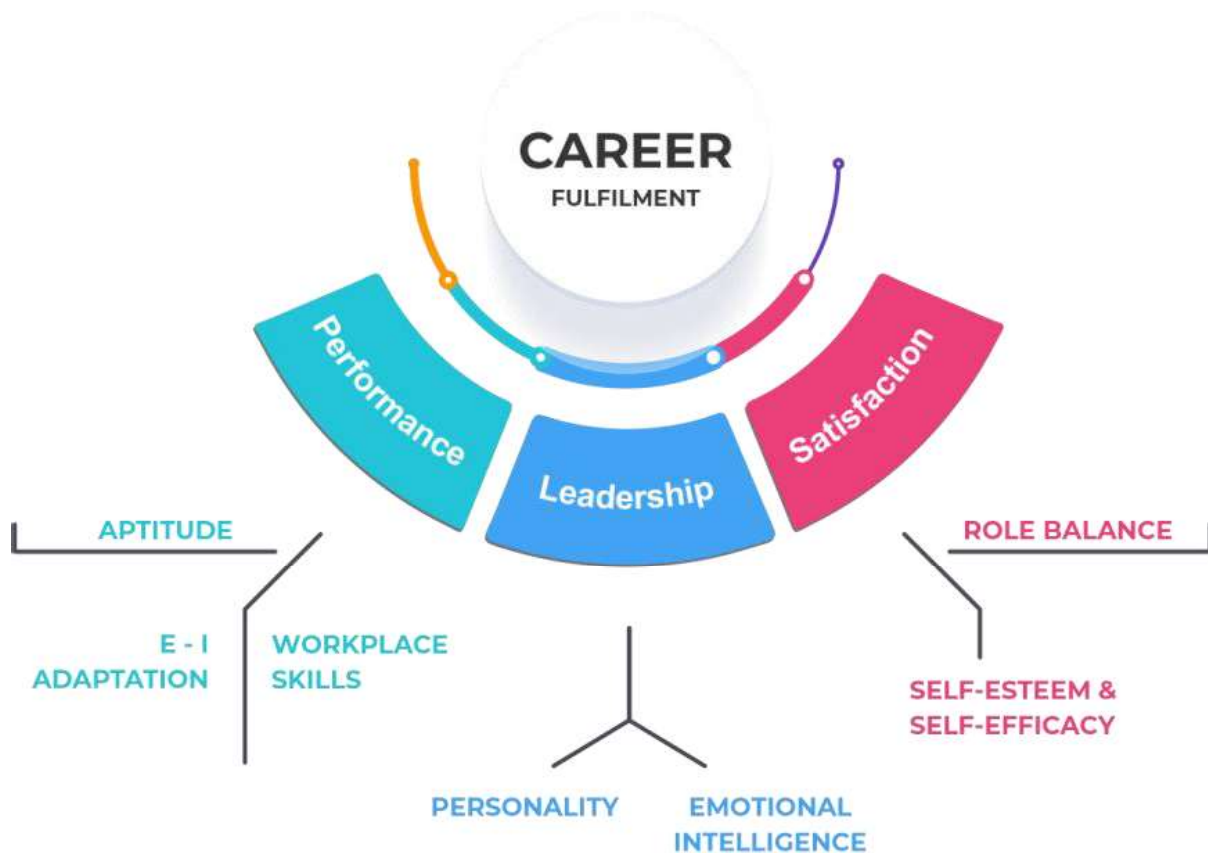 CAREER
FULFILMENT
Performance
Leadership
Satisfaction
APTITUDE
E - I
ADAPTATION
WORKPLACE
SKILLS
PERSONALITY
EMOTIONAL
INTELLIGENCE
ROLE BALANCE
SELF-ESTEEM &
SELF-EFFICACY